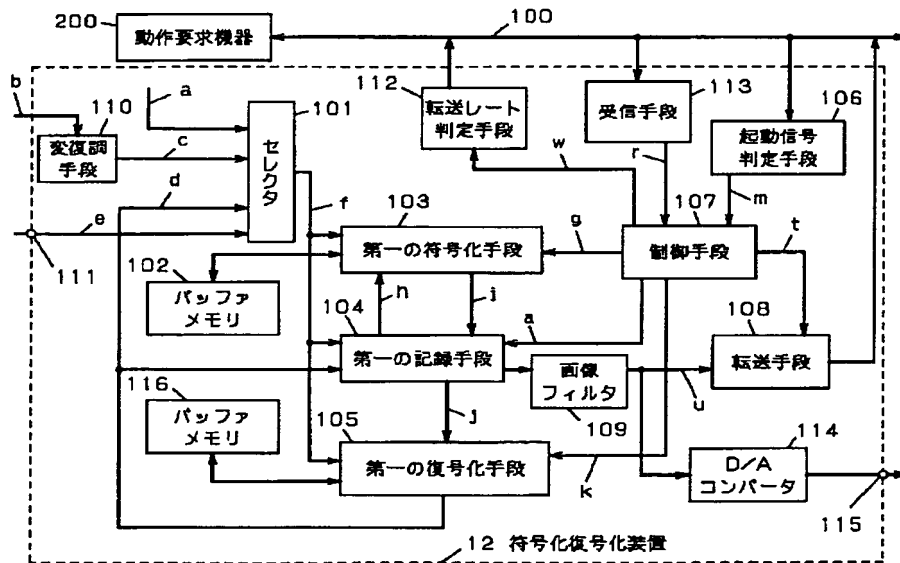 200
動作要求機器
100
b
110
a
101
112
転送レート
判定手段
113
受信手段
106
起動信号
判定手段
変復調
手段
c
セレクタ
w
r
m
d
f
103
107
t
e
第一の符号化手段
g
制御手段
111
102
バッファ
メモリ
h
i
104
a
108
第一の記録手段
画像
フィルタ
転送手段
116
109
u
バッファ
メモリ
105
j
114
第一の復号化手段
k
D/A
コンバータ
115
12 符号化復号化装置